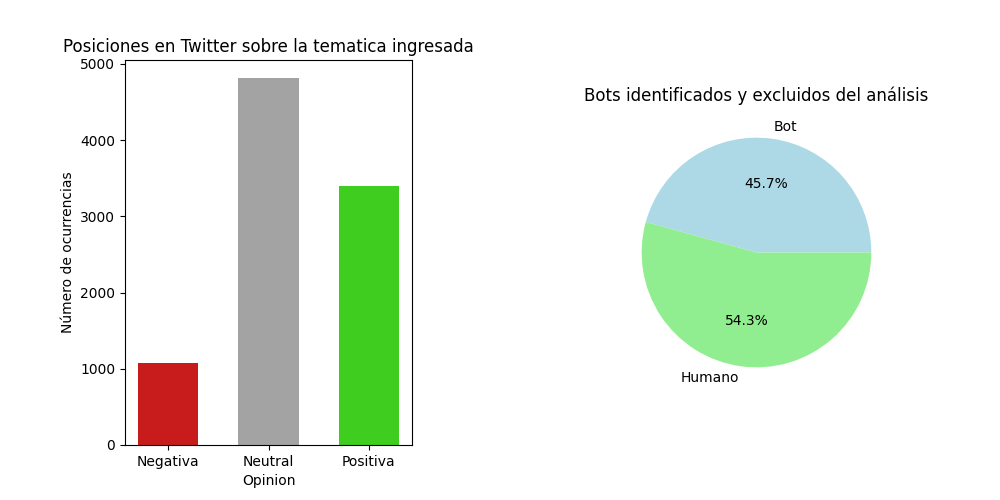 Posiciones en Twitter sobre la tematica ingresada
Número de ocurrencias
5000
4000
3000
2000
1000
0
Negativa
Neutral
Positiva
Opinion
Bots identificados y excluidos del análisis
Bot
45.7%
54.3%
Humano